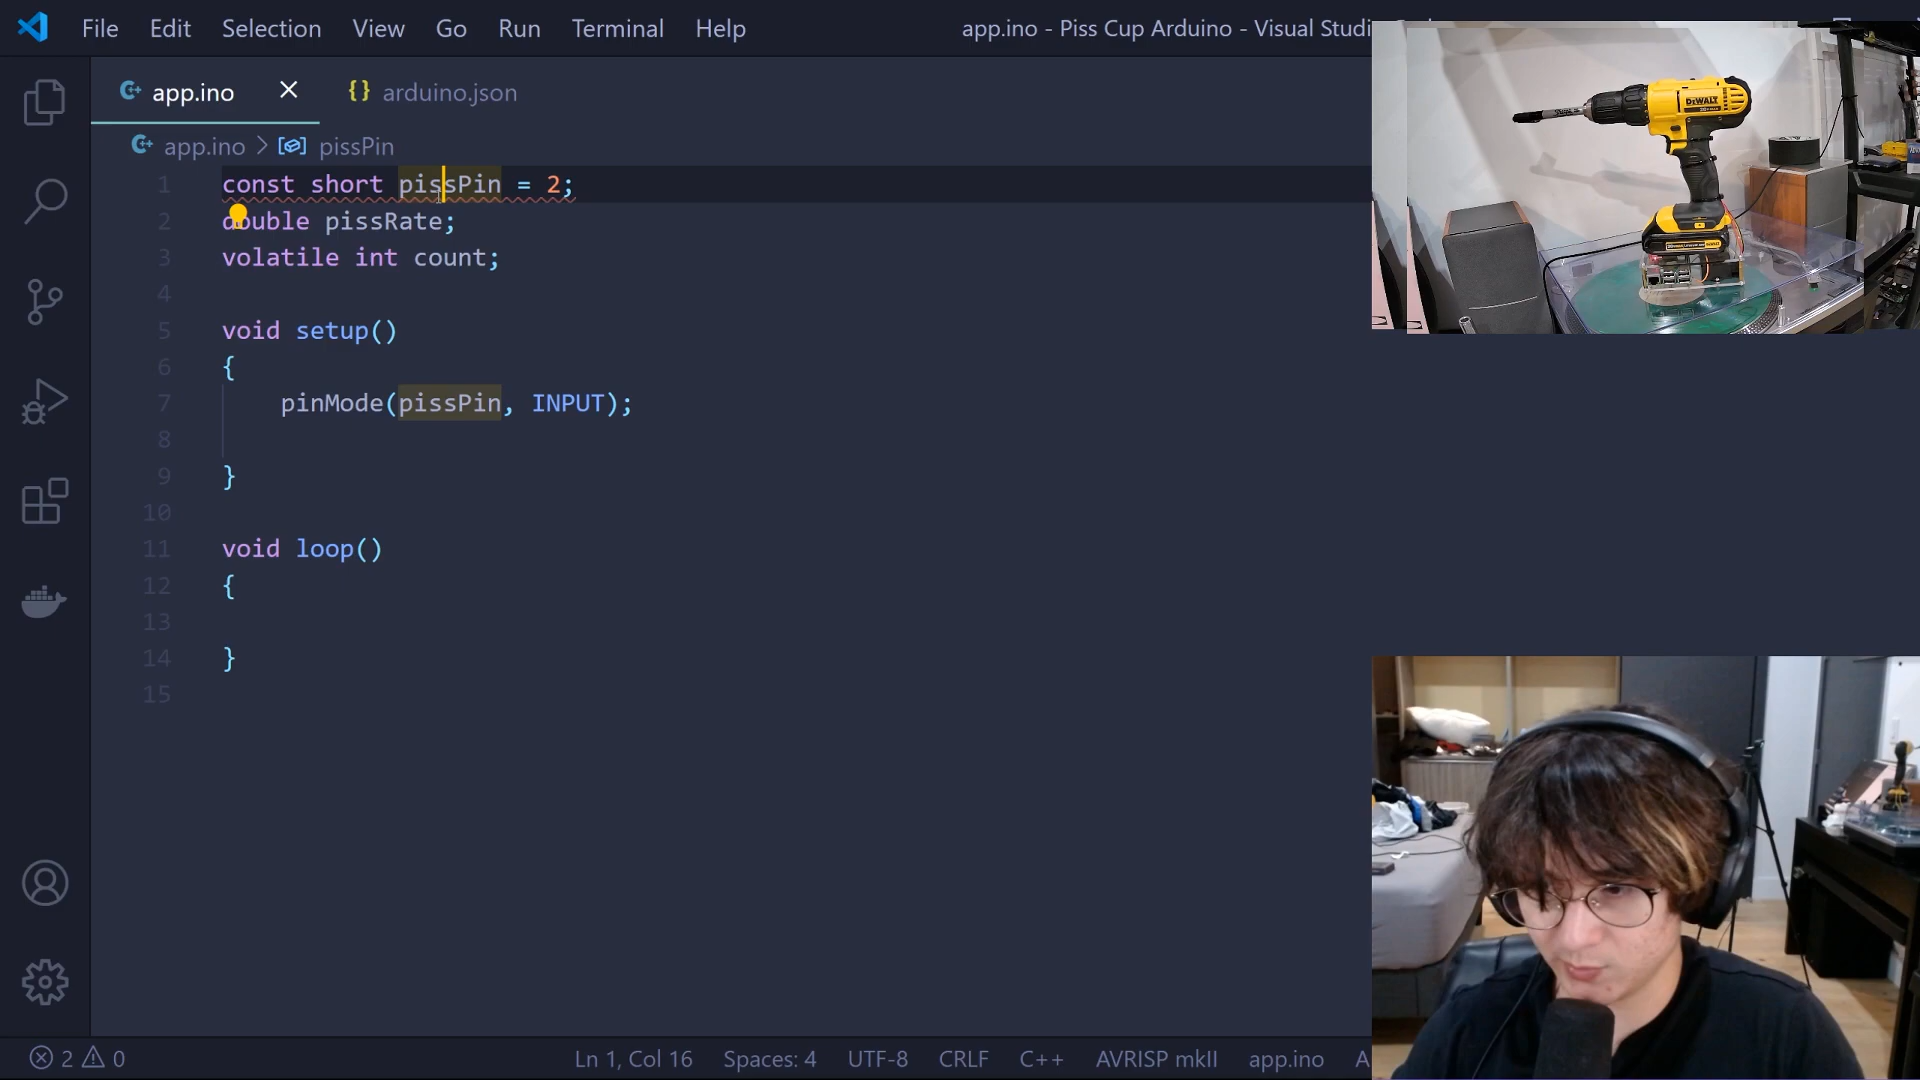 File Edit Selection View Go Run Terminal Help
app.ino - Piss Cup Arduino - Visual Studi
app.ino
{} arduino.json
app.ino > pissPin
1 const short pissPin = 2;
2 double pissRate;
3 volatile int count;
4
5 void setup()
6 {
7 pinMode(pissPin, INPUT);
8
9 }
10
11 void loop()
12 {
13
14 }
15
DEWALT
2 0
Ln 1, Col 16 Spaces: 4 UTF-8 CRLF C++ AVRISP mkII app.ino A